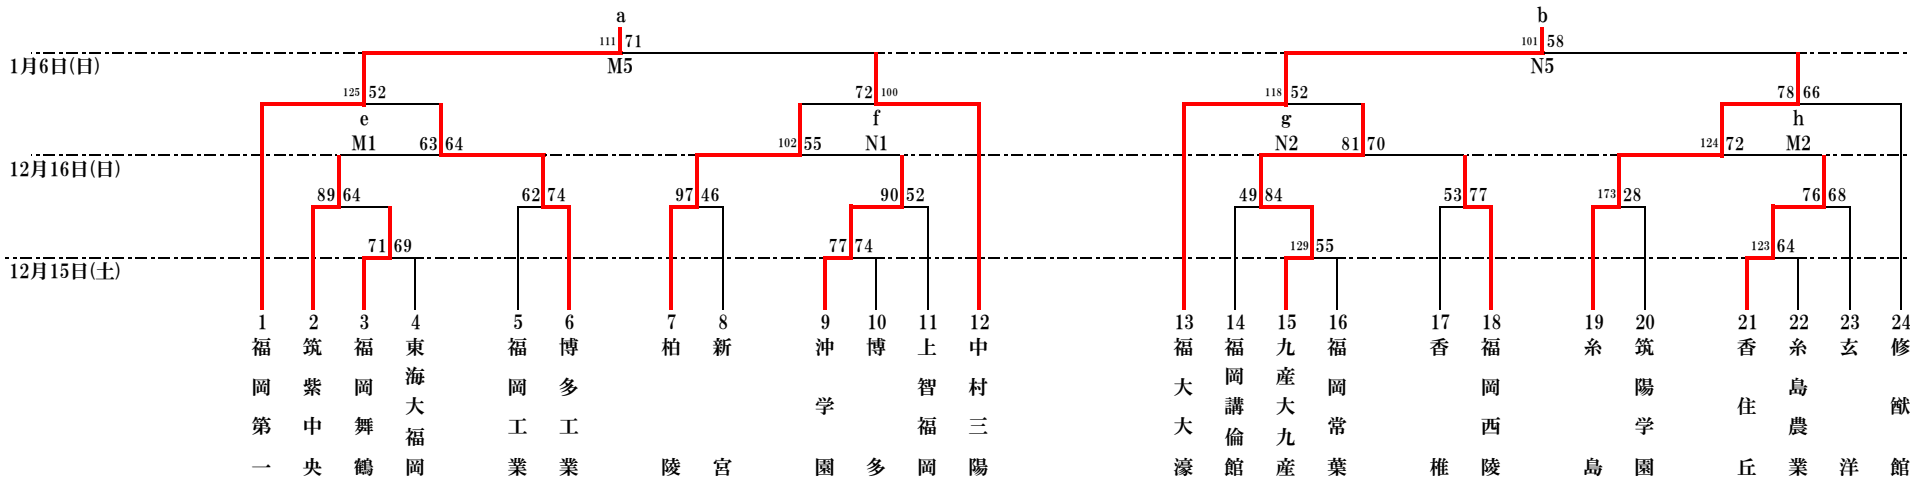 a b
111 71 101 58
1月6日(日) M5 N5
125 52 72 100 118 52 78 66
e f g h
M1 63 64 102 55 N1 N2 81 70 124 72 M2
12月16日(日)
89 64 62 74 97 46 90 52 49 84 53 77 173 28 76 68
71 69 77 74 129 55 123 64
12月15日(土)
1 2 3 4 5 6 7 8 9 10 11 12 13 14 15 16 17 18 19 20 21 22 23 24
福岡第一
筑紫中央
福岡舞鶴
東海大福岡
福岡工業
博多工業
柏陵
新宮
沖学園
博多
上智福岡
中村三陽
福大大濠
福岡講倫館
九産大九産
福岡常葉
香椎
福岡西陵
糸島
筑陽学園
香住丘
糸島農業
玄洋
修猷館